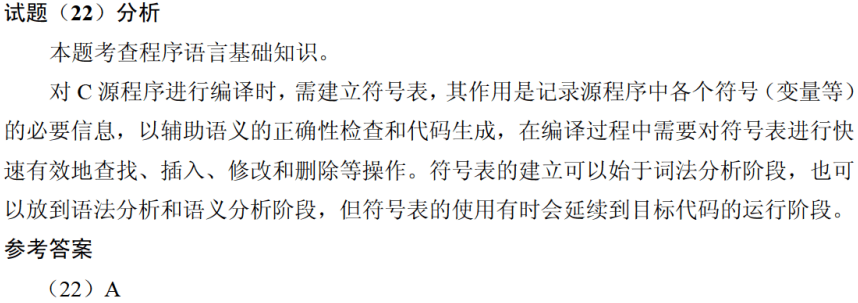 试题（22）分析
本题考查程序语言基础知识。
对 C 源程序进行编译时，需建立符号表，其作用是记录源程序中各个符号（变量等）
的必要信息，以辅助语义的正确性检查和代码生成，在编译过程中需要对符号表进行快
速有效地查找、插入、修改和删除等操作。符号表的建立可以始于词法分析阶段，也可
以放到语法分析和语义分析阶段，但符号表的使用有时会延续到目标代码的运行阶段。
参考答案
（22）A